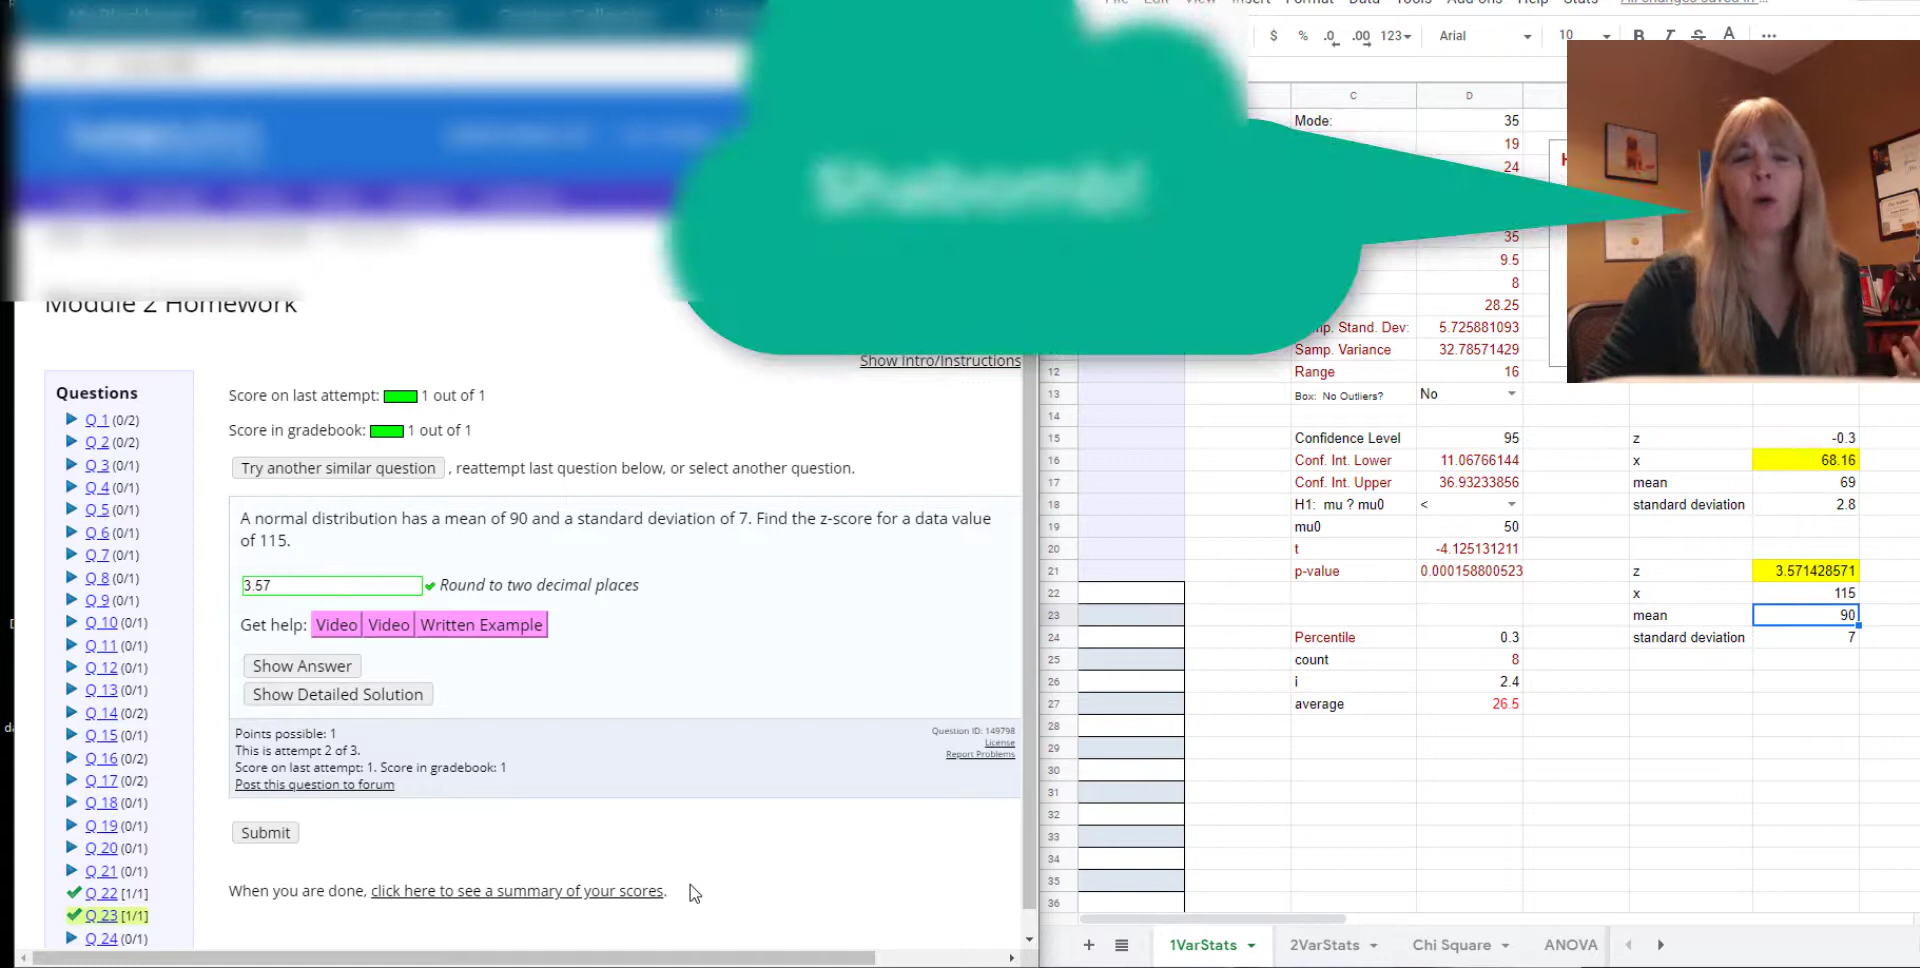 Shabomb!
Module 2 Homework
Show Intro/Instructions
Questions
Q 1 (0/2)
Q 2 (0/2)
Q 3 (0/1)
Q 4 (0/1)
Q 5 (0/1)
Q 6 (0/1)
Q 7 (0/1)
Q 8 (0/1)
Q 9 (0/1)
Q 10 (0/1)
Q 11 (0/1)
Q 12 (0/1)
Q 13 (0/1)
Q 14 (0/2)
Q 15 (0/1)
Q 16 (0/2)
Q 17 (0/2)
Q 18 (0/1)
Q 19 (0/1)
Q 20 (0/1)
Q 21 (0/1)
Q 22 [1/1]
Q 23 [1/1]
Q 24 (0/1)
Score on last attempt: 1 out of 1
Score in gradebook: 1 out of 1
Try another similar question , reattempt last question below, or select another question.
A normal distribution has a mean of 90 and a standard deviation of 7. Find the z-score for a data value
of 115.
3.57 Round to two decimal places
Get help: Video Video Written Example
Show Answer
Show Detailed Solution
Points possible: 1
This is attempt 2 of 3.
Score on last attempt: 1. Score in gradebook: 1
Post this question to forum
Question ID: 149798
License
Report Problems
Submit
When you are done, click here to see a summary of your scores.
File Edit View Insert Format Data Tools Add-ons Help Stats
$ % .0 .00 123 Arial 10 B I S A
C D
Mode: 35
19
24
35
9.5
8
28.25
Stand. Dev: 5.725881093
Samp. Variance 32.78571429
12 Range 16
13 Box: No Outliers? No
14
15 Confidence Level 95 z -0.3
16 Conf. Int. Lower 11.06766144 x 68.16
17 Conf. Int. Upper 36.93233856 mean 69
18 H1: mu ? mu0 < standard deviation 2.8
19 mu0 50
20 t -4.125131211
21 p-value 0.000158800523 z 3.571428571
22 x 115
23 mean 90
24 Percentile 0.3 standard deviation 7
25 count 8
26 i 2.4
27 average 26.5
28
29
30
31
32
33
34
35
36
+ 1VarStats 2VarStats Chi Square ANOVA